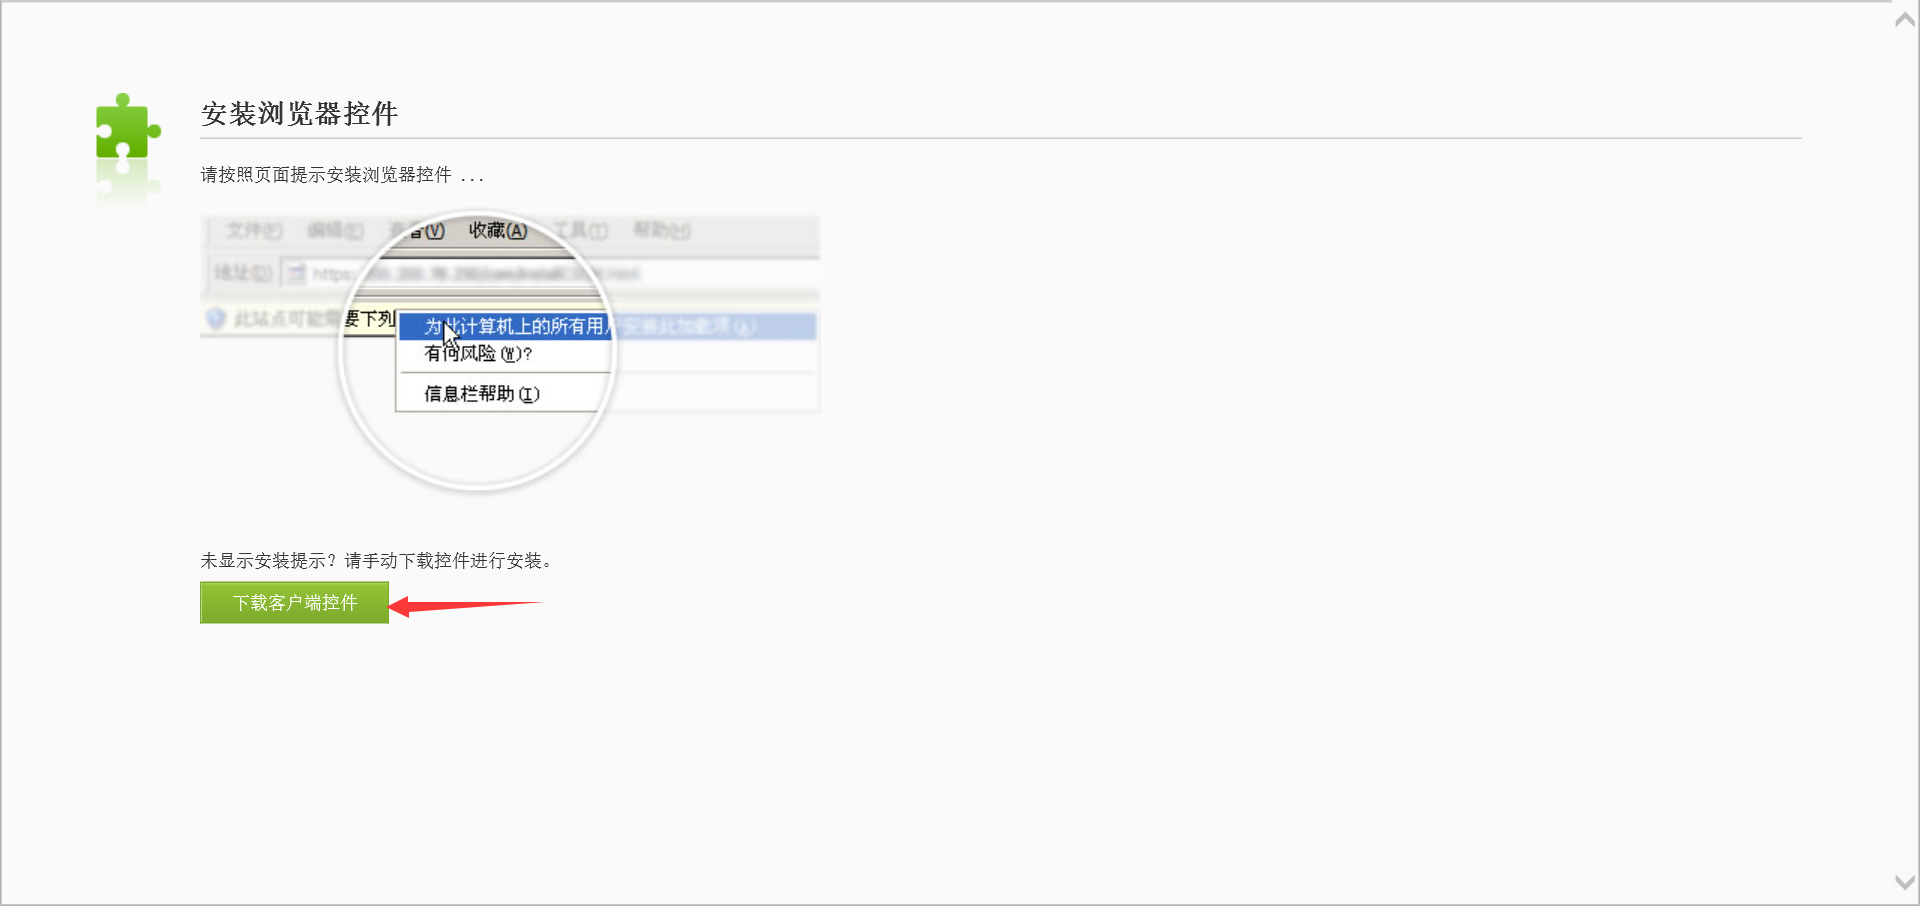 安装浏览器控件
请按照页面提示安装浏览器控件 ...
文件(F) 编辑(E) 查看(V) 收藏(A) 工具(T) 帮助(H)
地址(D) https:
此站点可能需要下列
为此计算机上的所有用户安装此加载项(A)...
有何风险(W)?
信息栏帮助(I)
未显示安装提示？请手动下载控件进行安装。
下载客户端控件